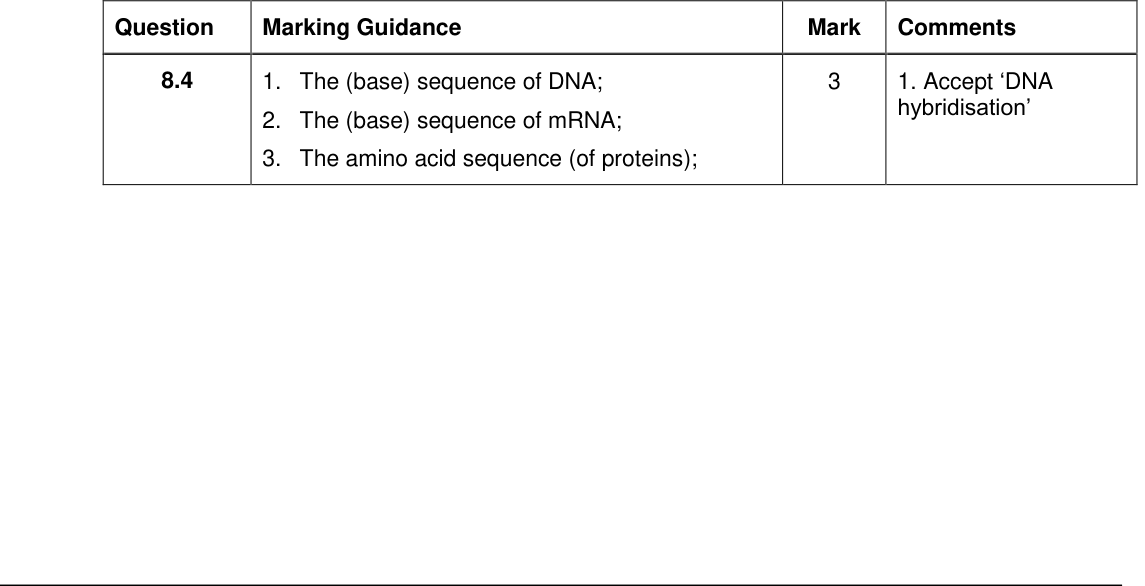 Question Marking Guidance Mark Comments
8.4 1. The (base) sequence of DNA; 3 1. Accept ‘DNA
hybridisation’
2. The (base) sequence of mRNA;
3. The amino acid sequence (of proteins);